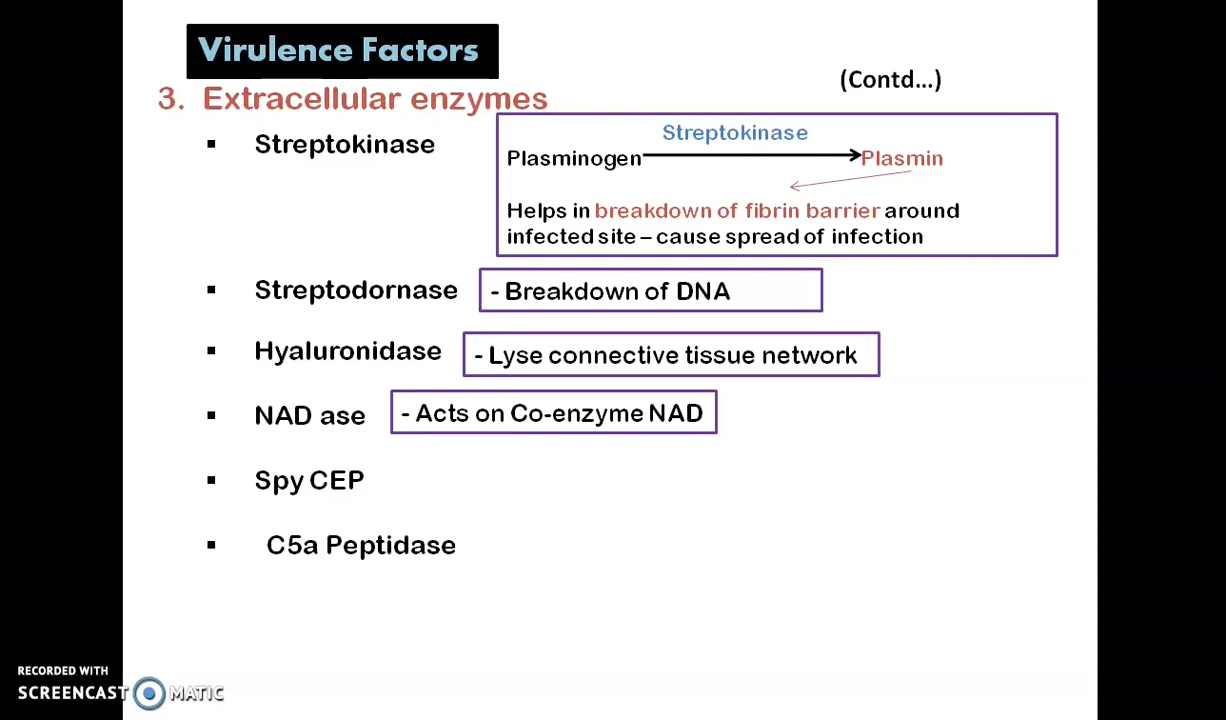 Virulence Factors
(Contd...)
3. Extracellular enzymes
▪ Streptokinase
Streptokinase
Plasminogen Plasmin
Helps in breakdown of fibrin barrier around
infected site – cause spread of infection
▪ Streptodornase - Breakdown of DNA
▪ Hyaluronidase - Lyse connective tissue network
▪ NAD ase - Acts on Co-enzyme NAD
▪ Spy CEP
▪ C5a Peptidase
RECORDED WITH
SCREENCAST MATIC